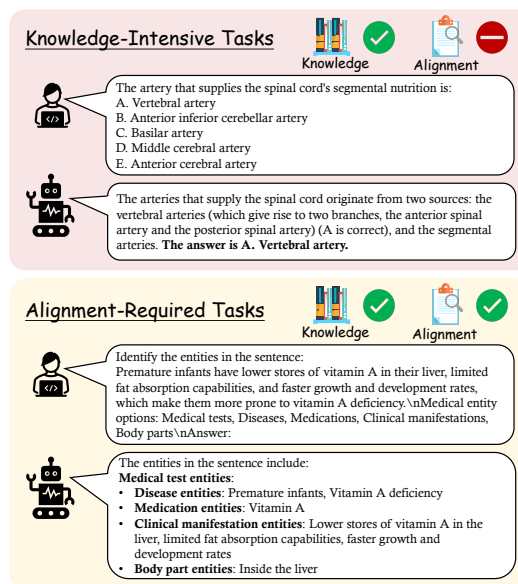 Knowledge-Intensive Tasks
Knowledge
Alignment
The artery that supplies the spinal cord's segmental nutrition is:
A. Vertebral artery
B. Anterior inferior cerebellar artery
C. Basilar artery
D. Middle cerebral artery
E. Anterior cerebral artery
</>
The arteries that supply the spinal cord originate from two sources: the
vertebral arteries (which give rise to two branches, the anterior spinal
artery and the posterior spinal artery) (A is correct), and the segmental
arteries. The answer is A. Vertebral artery.
Alignment-Required Tasks
Knowledge
Alignment
Identify the entities in the sentence:
Premature infants have lower stores of vitamin A in their liver, limited
fat absorption capabilities, and faster growth and development rates,
which make them more prone to vitamin A deficiency.\nMedical entity
options: Medical tests, Diseases, Medications, Clinical manifestations,
Body parts\nAnswer:
</>
The entities in the sentence include:
Medical test entities:
• Disease entities: Premature infants, Vitamin A deficiency
• Medication entities: Vitamin A
• Clinical manifestation entities: Lower stores of vitamin A in the
liver, limited fat absorption capabilities, faster growth and
development rates
• Body part entities: Inside the liver